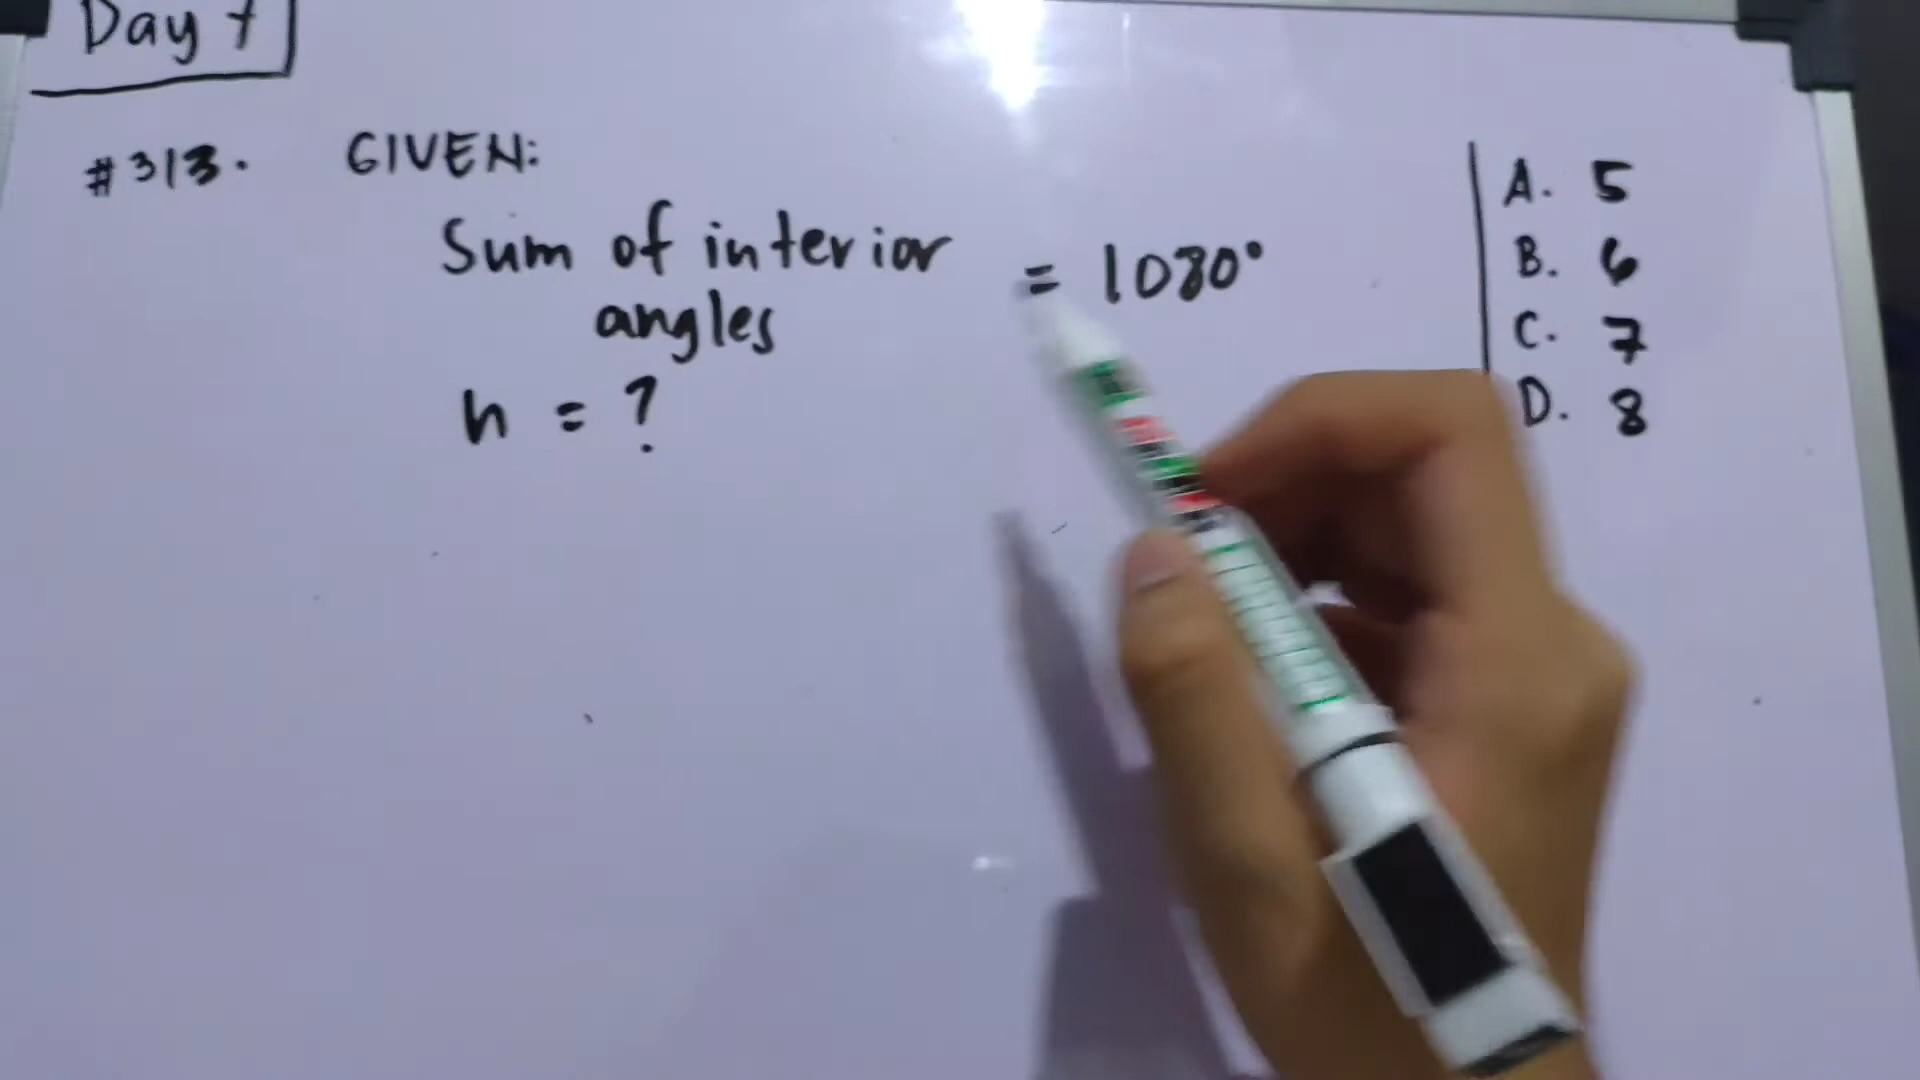 Day 7
#313. GIVEN:
Sum of interior
angles
= 1080°
n = ?
A. 5
B. 6
C. 7
D. 8